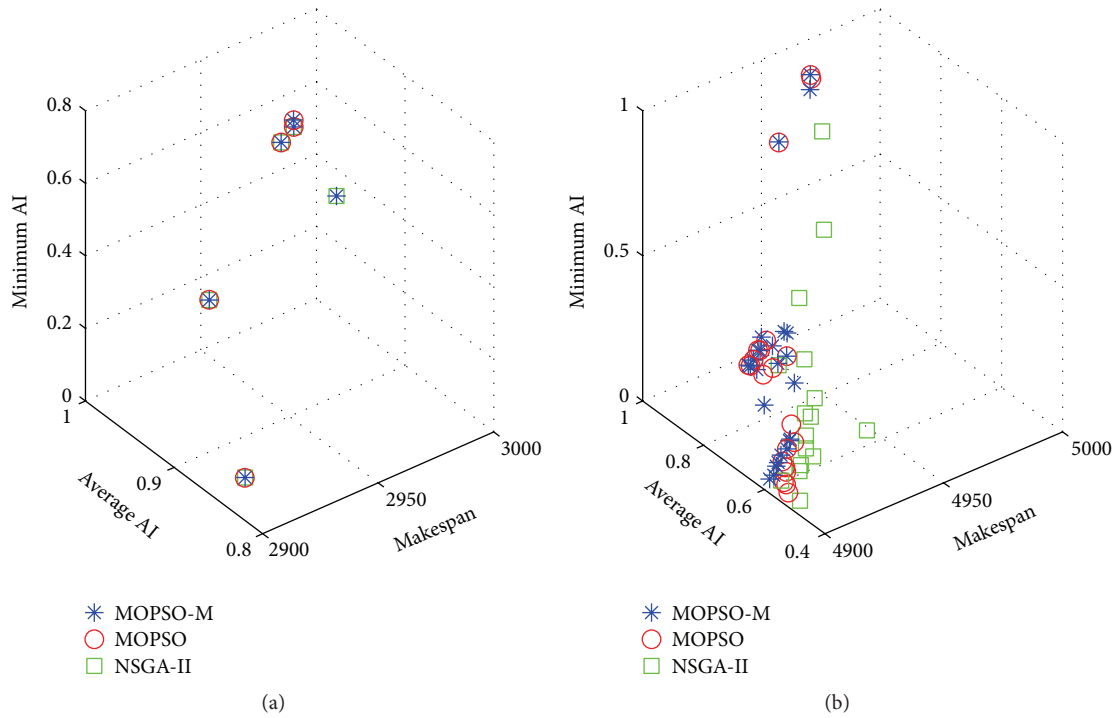 0.8
0.6
0.4
0.2
0
1
0.9
0.8
2900
2950
3000
Minimum AI
Average AI
Makespan
MOPSO-M
MOPSO
NSGA-II
(a)
1
0.5
0
1
0.8
0.6
0.4
4900
4950
5000
Minimum AI
Average AI
Makespan
MOPSO-M
MOPSO
NSGA-II
(b)